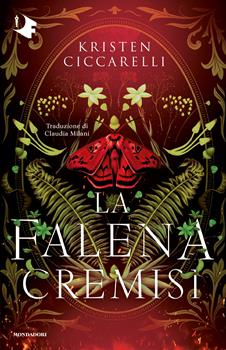 KRISTEN
CICCARELLI
Traduzione di
Claudia Milani
LA
FALENA
CREMISI
MONDADORI